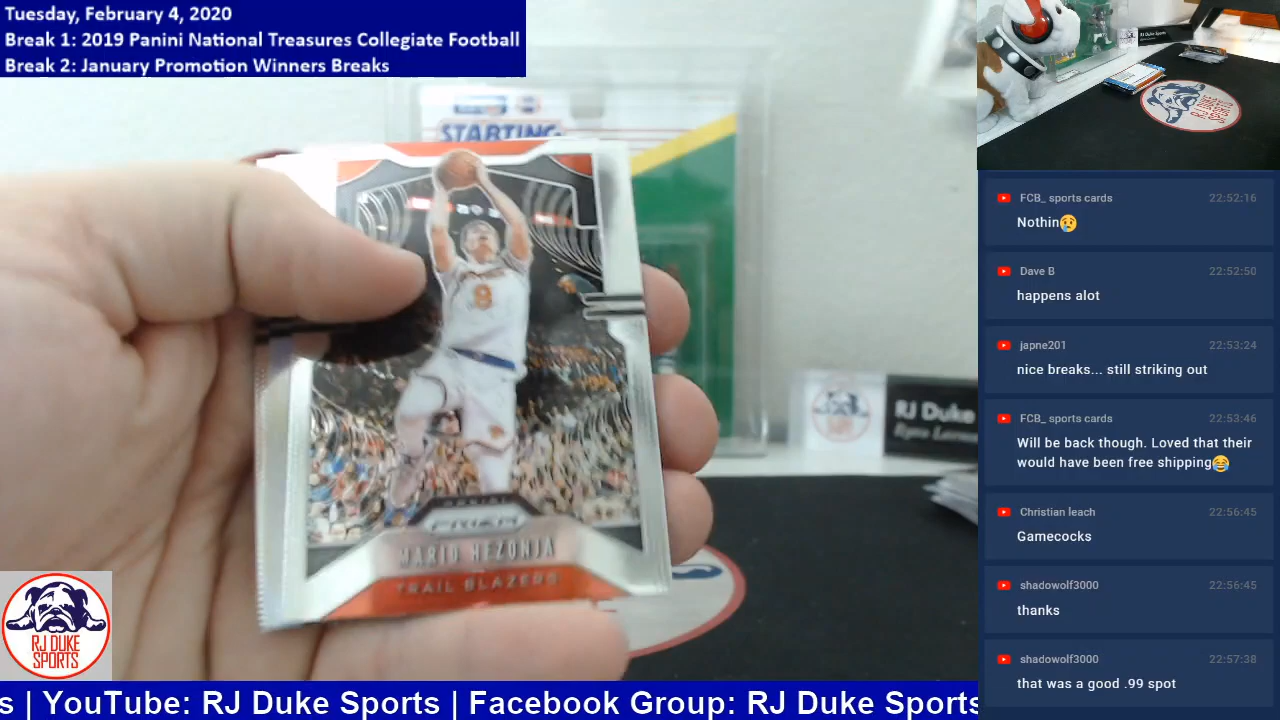 Tuesday, February 4, 2020
Break 1: 2019 Panini National Treasures Collegiate Football
Break 2: January Promotion Winners Breaks
STARTING
8
PRIZM
MARIO HEZONJA
TRAIL BLAZERS
RJ Duke
RJ DUKE
SPORTS
s | YouTube: RJ Duke Sports | Facebook Group: RJ Duke Sports
FCB_ sports cards 22:52:16
Nothin😢
Dave B 22:52:50
happens alot
japne201 22:53:24
nice breaks... still striking out
FCB_ sports cards 22:53:46
Will be back though. Loved that their
would have been free shipping😂
Christian leach 22:56:45
Gamecocks
shadowolf3000 22:56:45
thanks
shadowolf3000 22:57:38
that was a good .99 spot